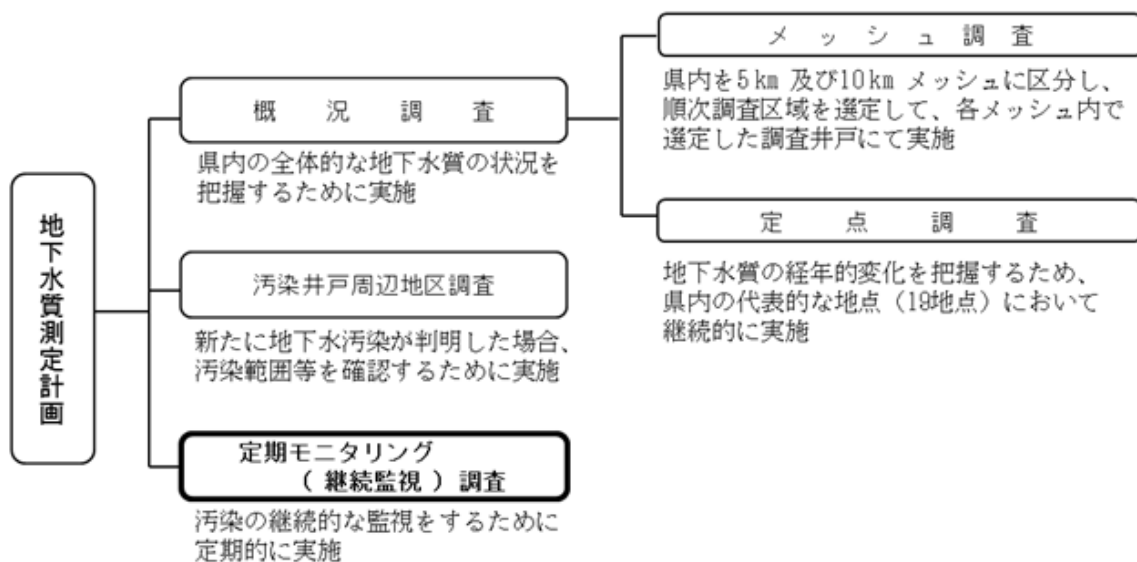 地下水質測定計画
概況調査
県内の全体的な地下水質の状況を
把握するために実施
メッシュ調査
県内を5km 及び10km メッシュに区分し、
順次調査区域を選定して、各メッシュ内で
選定した調査井戸にて実施
定点調査
地下水質の経年的変化を把握するため、
県内の代表的な地点（19地点）において
継続的に実施
汚染井戸周辺地区調査
新たに地下水汚染が判明した場合、
汚染範囲等を確認するために実施
定期モニタリング
（継続監視）調査
汚染の継続的な監視をするために
定期的に実施